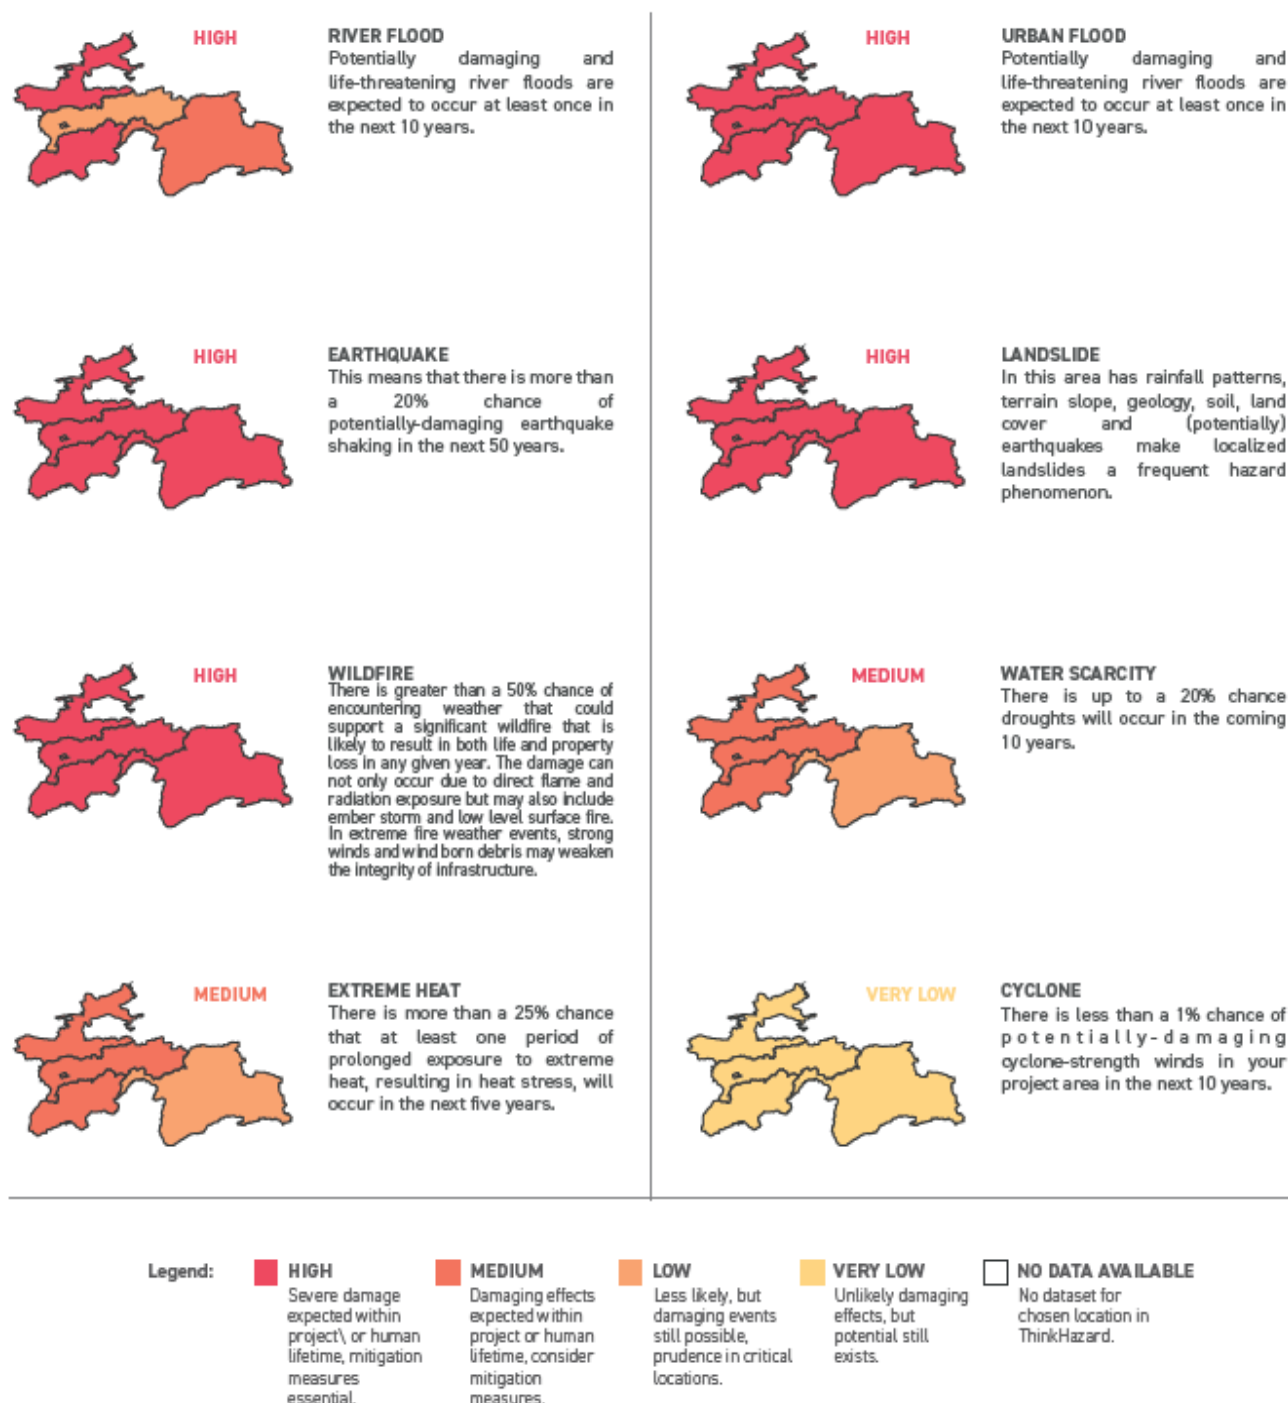 HIGH
RIVER FLOOD
Potentially damaging and
life-threatening river floods are
expected to occur at least once in
the next 10 years.
HIGH
URBAN FLOOD
Potentially damaging and
life-threatening river floods are
expected to occur at least once in
the next 10 years.
HIGH
EARTHQUAKE
This means that there is more than
a 20% chance of
potentially-damaging earthquake
shaking in the next 50 years.
HIGH
LANDSLIDE
In this area has rainfall patterns,
terrain slope, geology, soil, land
cover and (potentially)
earthquakes make localized
landslides a frequent hazard
phenomenon.
HIGH
WILDFIRE
There is greater than a 50% chance of
encountering weather that could
support a significant wildfire that is
likely to result in both life and property
loss in any given year. The damage can
not only occur due to direct flame and
radiation exposure but may also include
ember storm and low level surface fire.
In extreme fire weather events, strong
winds and wind born debris may weaken
the integrity of infrastructure.
MEDIUM
WATER SCARCITY
There is up to a 20% chance
droughts will occur in the coming
10 years.
MEDIUM
EXTREME HEAT
There is more than a 25% chance
that at least one period of
prolonged exposure to extreme
heat, resulting in heat stress, will
occur in the next five years.
VERY LOW
CYCLONE
There is less than a 1% chance of
potentially-damaging
cyclone-strength winds in your
project area in the next 10 years.
Legend:
HIGH
Severe damage
expected within
project\ or human
lifetime, mitigation
measures
essential.
MEDIUM
Damaging effects
expected within
project or human
lifetime, consider
mitigation
measures.
LOW
Less likely, but
damaging events
still possible,
prudence in critical
locations.
VERY LOW
Unlikely damaging
effects, but
potential still
exists.
NO DATA AVAILABLE
No dataset for
chosen location in
ThinkHazard.